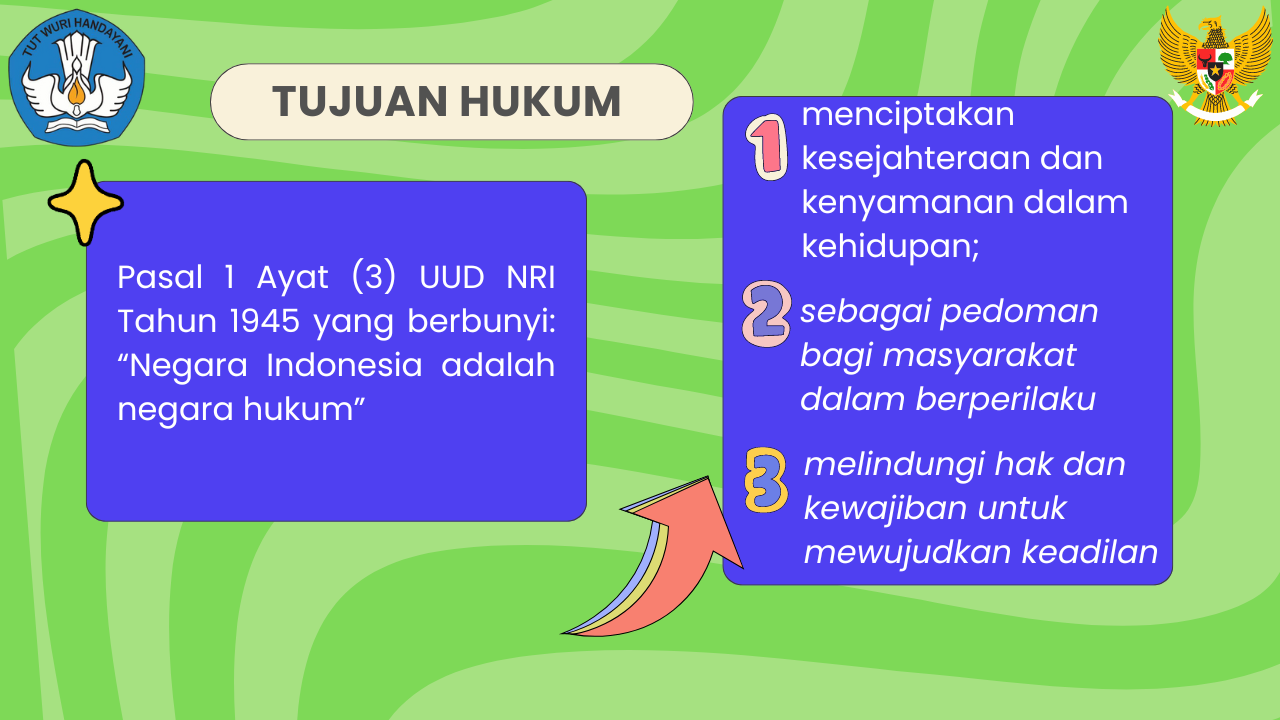 TUT WURI HANDAYANI
TUJUAN HUKUM
Pasal 1 Ayat (3) UUD NRI
Tahun 1945 yang berbunyi:
“Negara Indonesia adalah
negara hukum”
1
menciptakan
kesejahteraan dan
kenyamanan dalam
kehidupan;
2
sebagai pedoman
bagi masyarakat
dalam berperilaku
3
melindungi hak dan
kewajiban untuk
mewujudkan keadilan